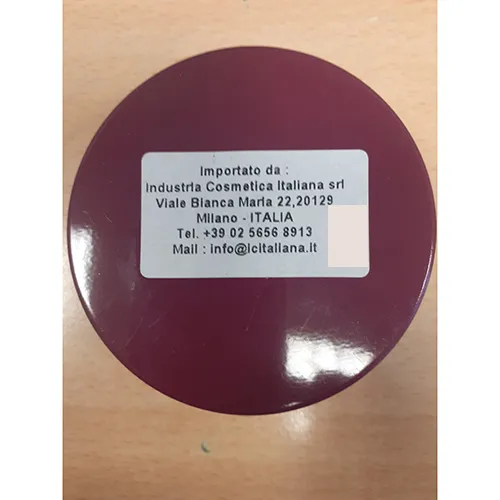 Importato da :
Industria Cosmetica Italiana srl
Viale Bianca Maria 22,20129
Milano - ITALIA
Tel. +39 02 5656 8913
Mail : info@icitaliana.it